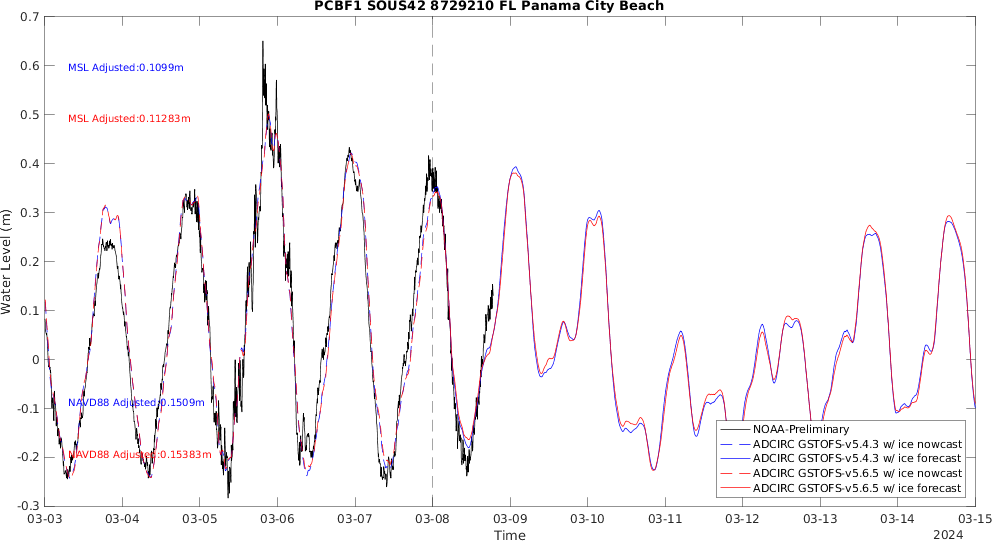 PCBF1 SOUS42 8729210 FL Panama City Beach
0.7
0.6
0.5
0.4
0.3
0.2
0.1
0
-0.1
-0.2
-0.3
Water Level (m)
MSL Adjusted:0.1099m
MSL Adjusted:0.11283m
NAVD88 Adjusted:0.1509m
NAVD88 Adjusted:0.15383m
NOAA-Preliminary
ADCIRC GSTOFS-v5.4.3 w/ ice nowcast
ADCIRC GSTOFS-v5.4.3 w/ ice forecast
ADCIRC GSTOFS-v5.6.5 w/ ice nowcast
ADCIRC GSTOFS-v5.6.5 w/ ice forecast
03-03 03-04 03-05 03-06 03-07 03-08 03-09 03-10 03-11 03-12 03-13 03-14 03-15
Time
2024